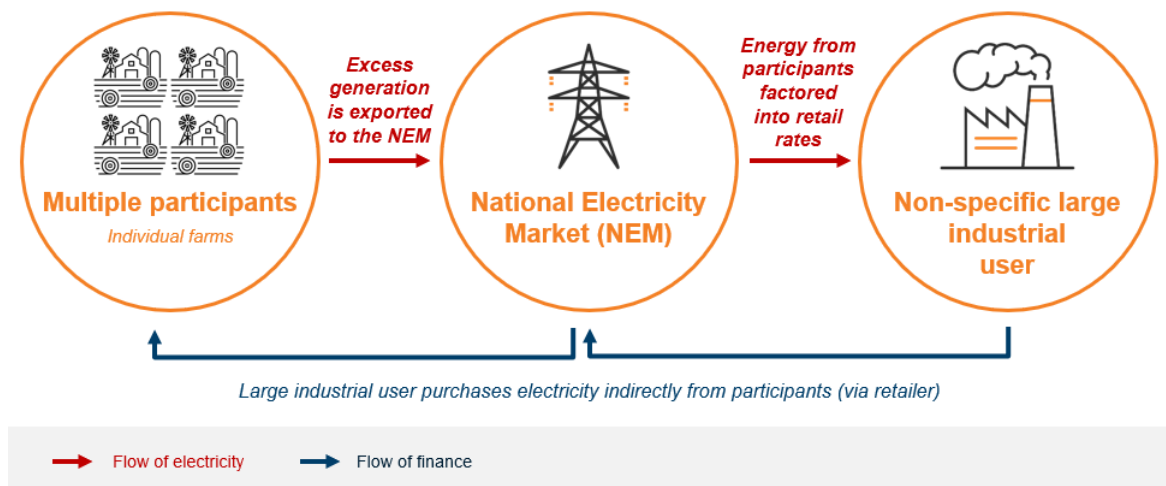 Multiple participants
Individual farms
Excess
generation
is exported
to the NEM
National Electricity
Market (NEM)
Energy from
participants
factored
into retail
rates
Non-specific large
industrial
user
Large industrial user purchases electricity indirectly from participants (via retailer)
Flow of electricity
Flow of finance